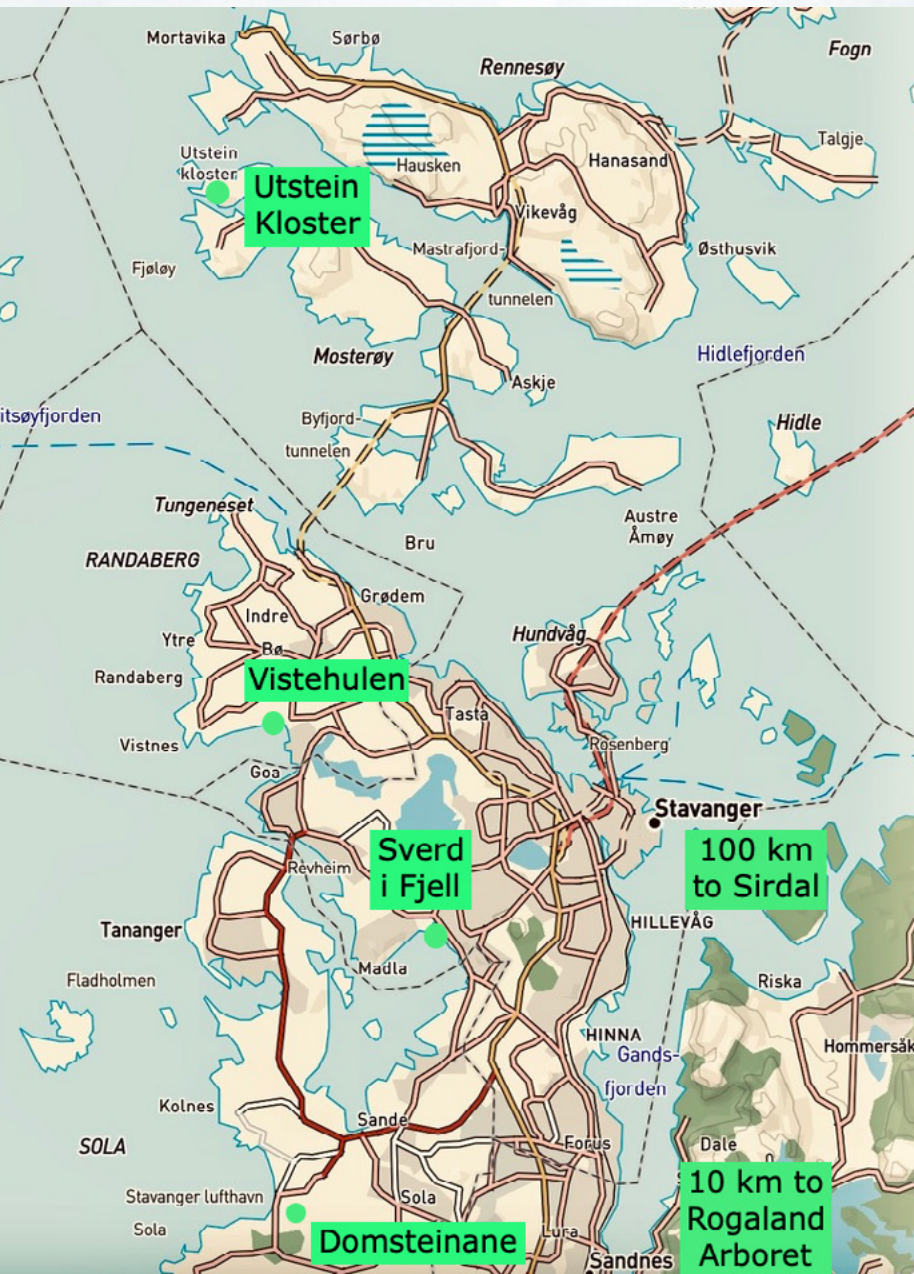 Mortavika
Sørbø
Rennesøy
Fogn
Talgje
Utstein
kloster
Utstein
Kloster
Hausken
Hanasand
Vikevåg
Mastrafjord-
tunnelen
Østhusvik
Fjøløy
Mosterøy
Askje
Hidlefjorden
Hidle
itsøyfjorden
Byfjord-
tunnelen
Tungeneset
Austre
Åmøy
Bru
RANDABERG
Grødem
Indre
Bø
Ytre
Hundvåg
Randaberg
Vistehulen
Tasta
Vistnes
Goa
Rosenberg
Stavanger
Sverd
i Fjell
100 km
to Sirdal
Revheim
Tananger
HILLEVÅG
Madla
Fladholmen
Riska
HINNA
Gands-
fjorden
Hommersåk
Kolnes
Sande
SOLA
Forus
Dale
Stavanger lufthavn
Sola
Sola
10 km to
Rogaland
Arboret
Domsteinane
Lura
Sandnes